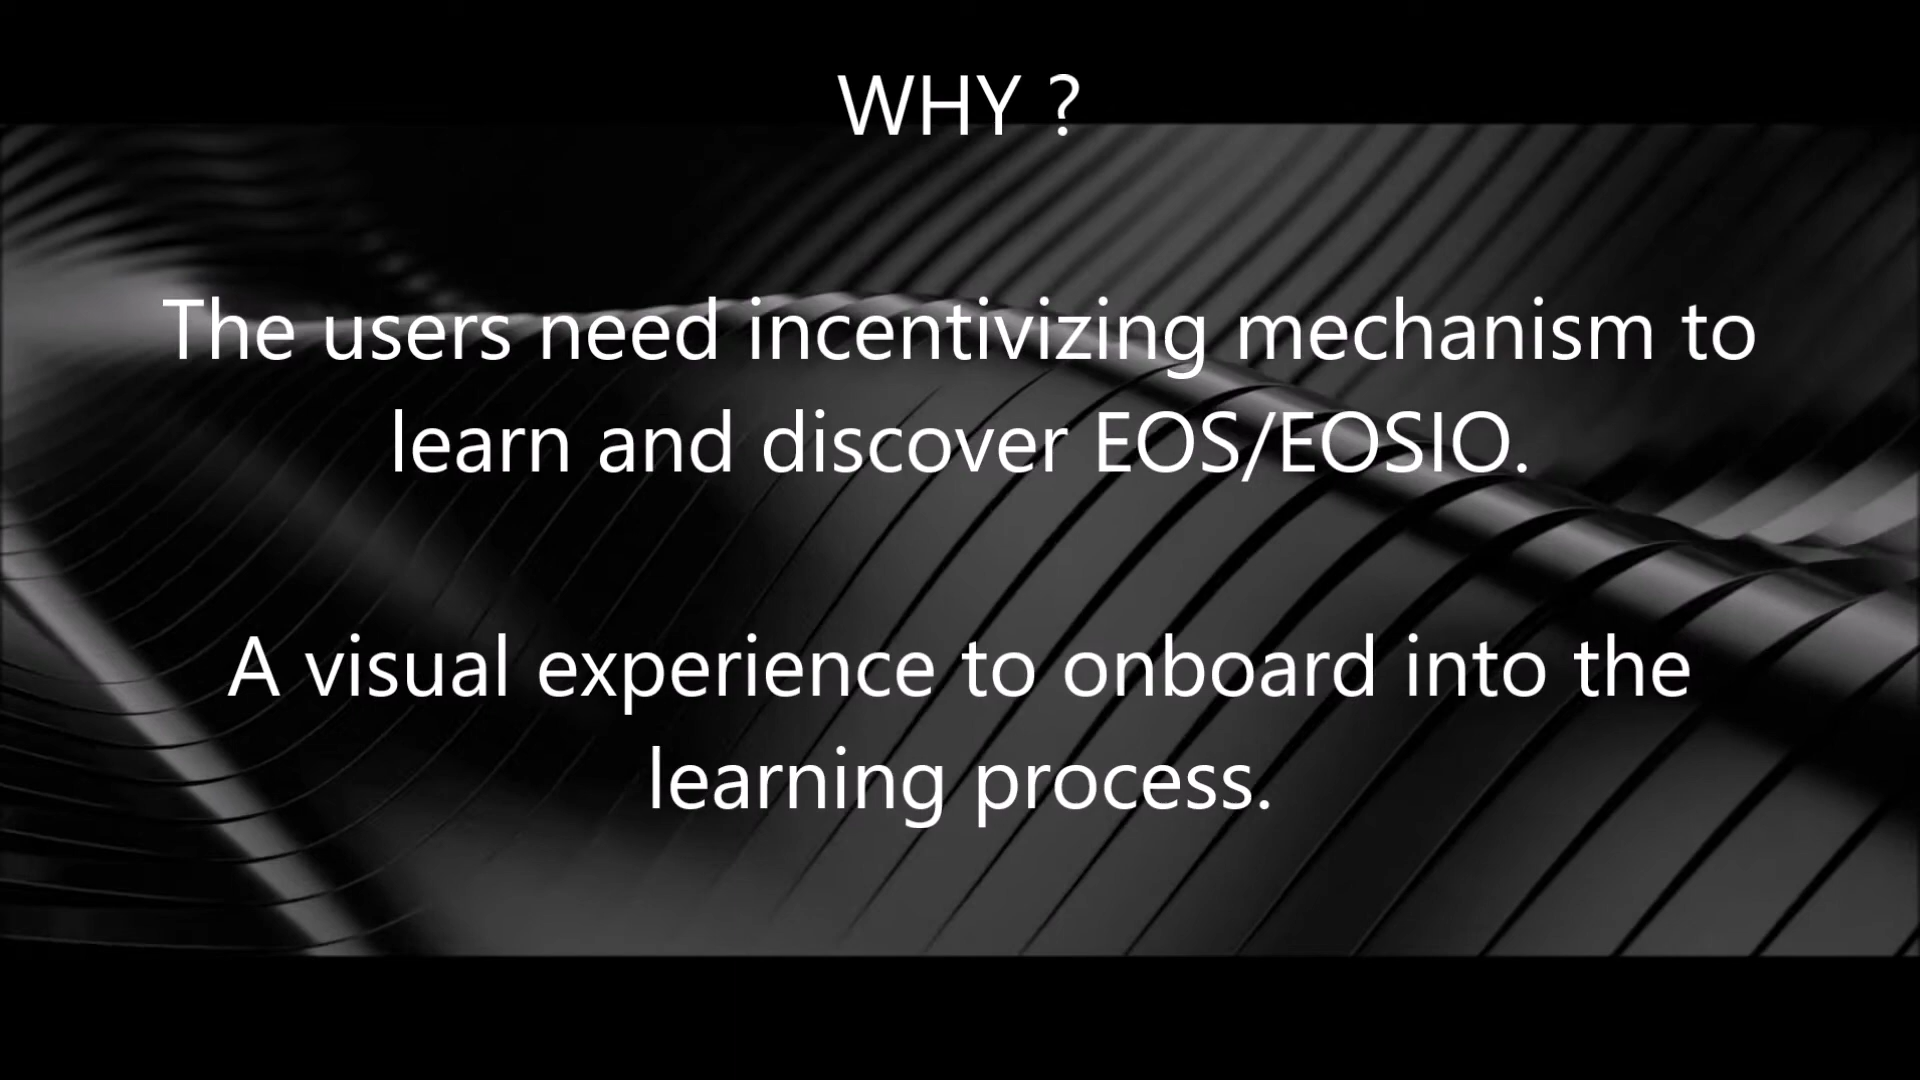 WHY ?
The users need incentivizing mechanism to
learn and discover EOS/EOSIO.
A visual experience to onboard into the
learning process.